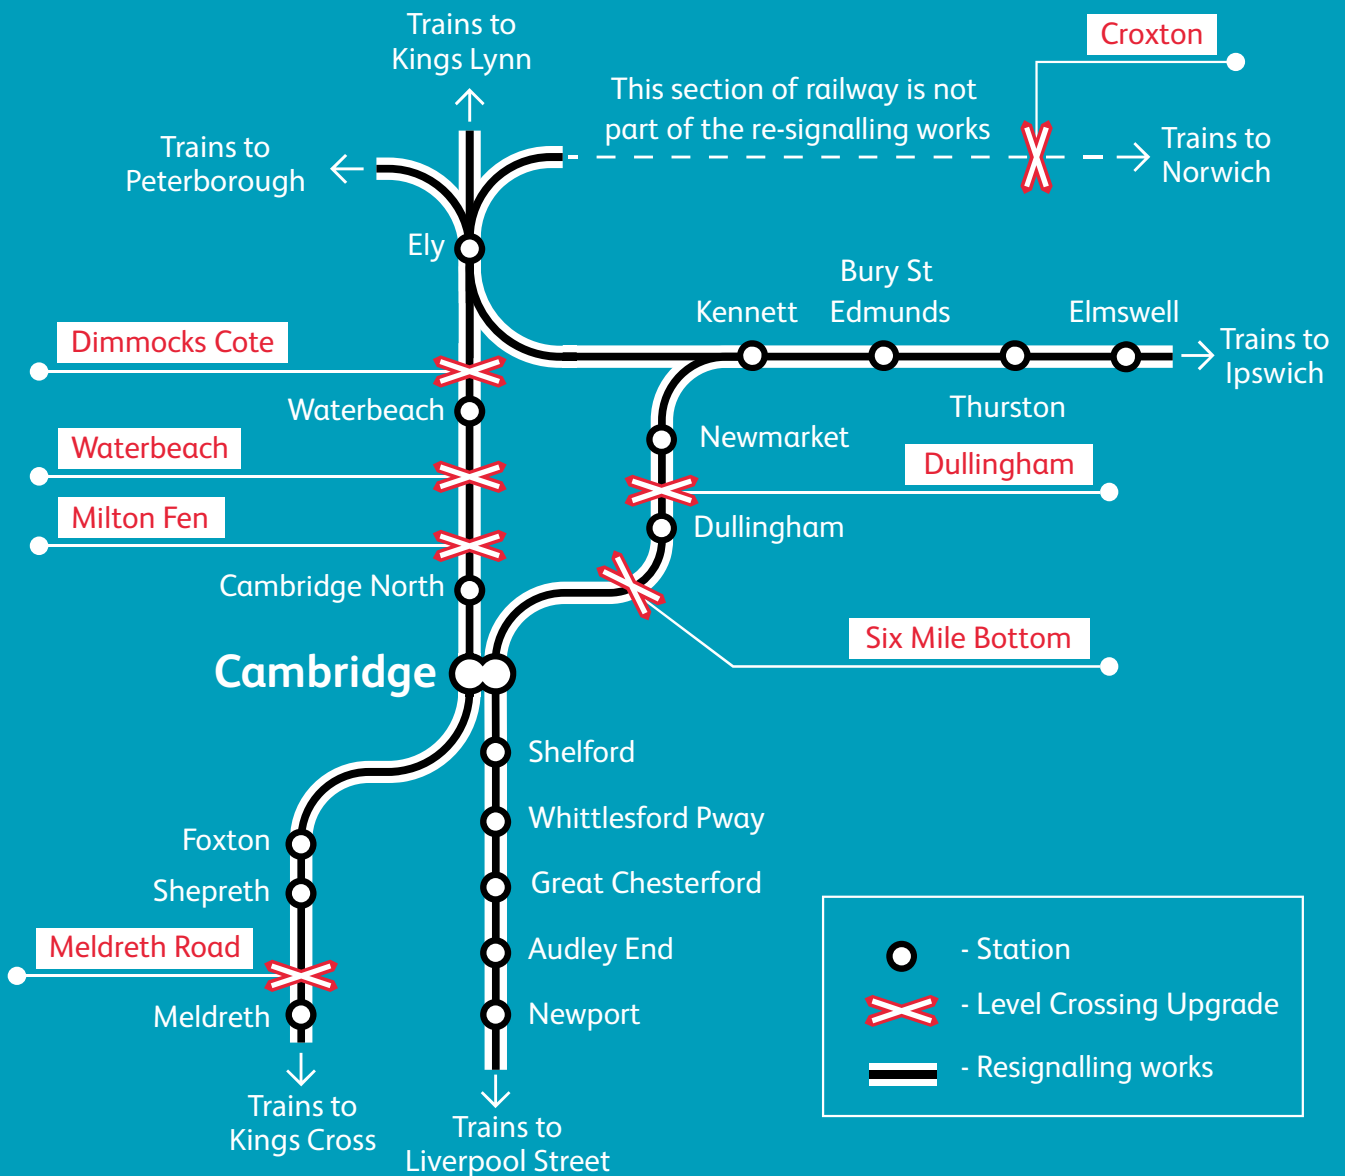 Trains to
Kings Lynn
Croxton
This section of railway is not
part of the re-signalling works
Trains to
Peterborough
Trains to
Norwich
Ely
Bury St
Edmunds
Kennett
Elmswell
Trains to
Ipswich
Dimmocks Cote
Waterbeach
Thurston
Newmarket
Waterbeach
Dullingham
Milton Fen
Dullingham
Cambridge North
Six Mile Bottom
Cambridge
Shelford
Whittlesford Pway
Foxton
Great Chesterford
Shepreth
Meldreth Road
Audley End
Meldreth
Newport
- Station
- Level Crossing Upgrade
- Resignalling works
Trains to
Kings Cross
Trains to
Liverpool Street